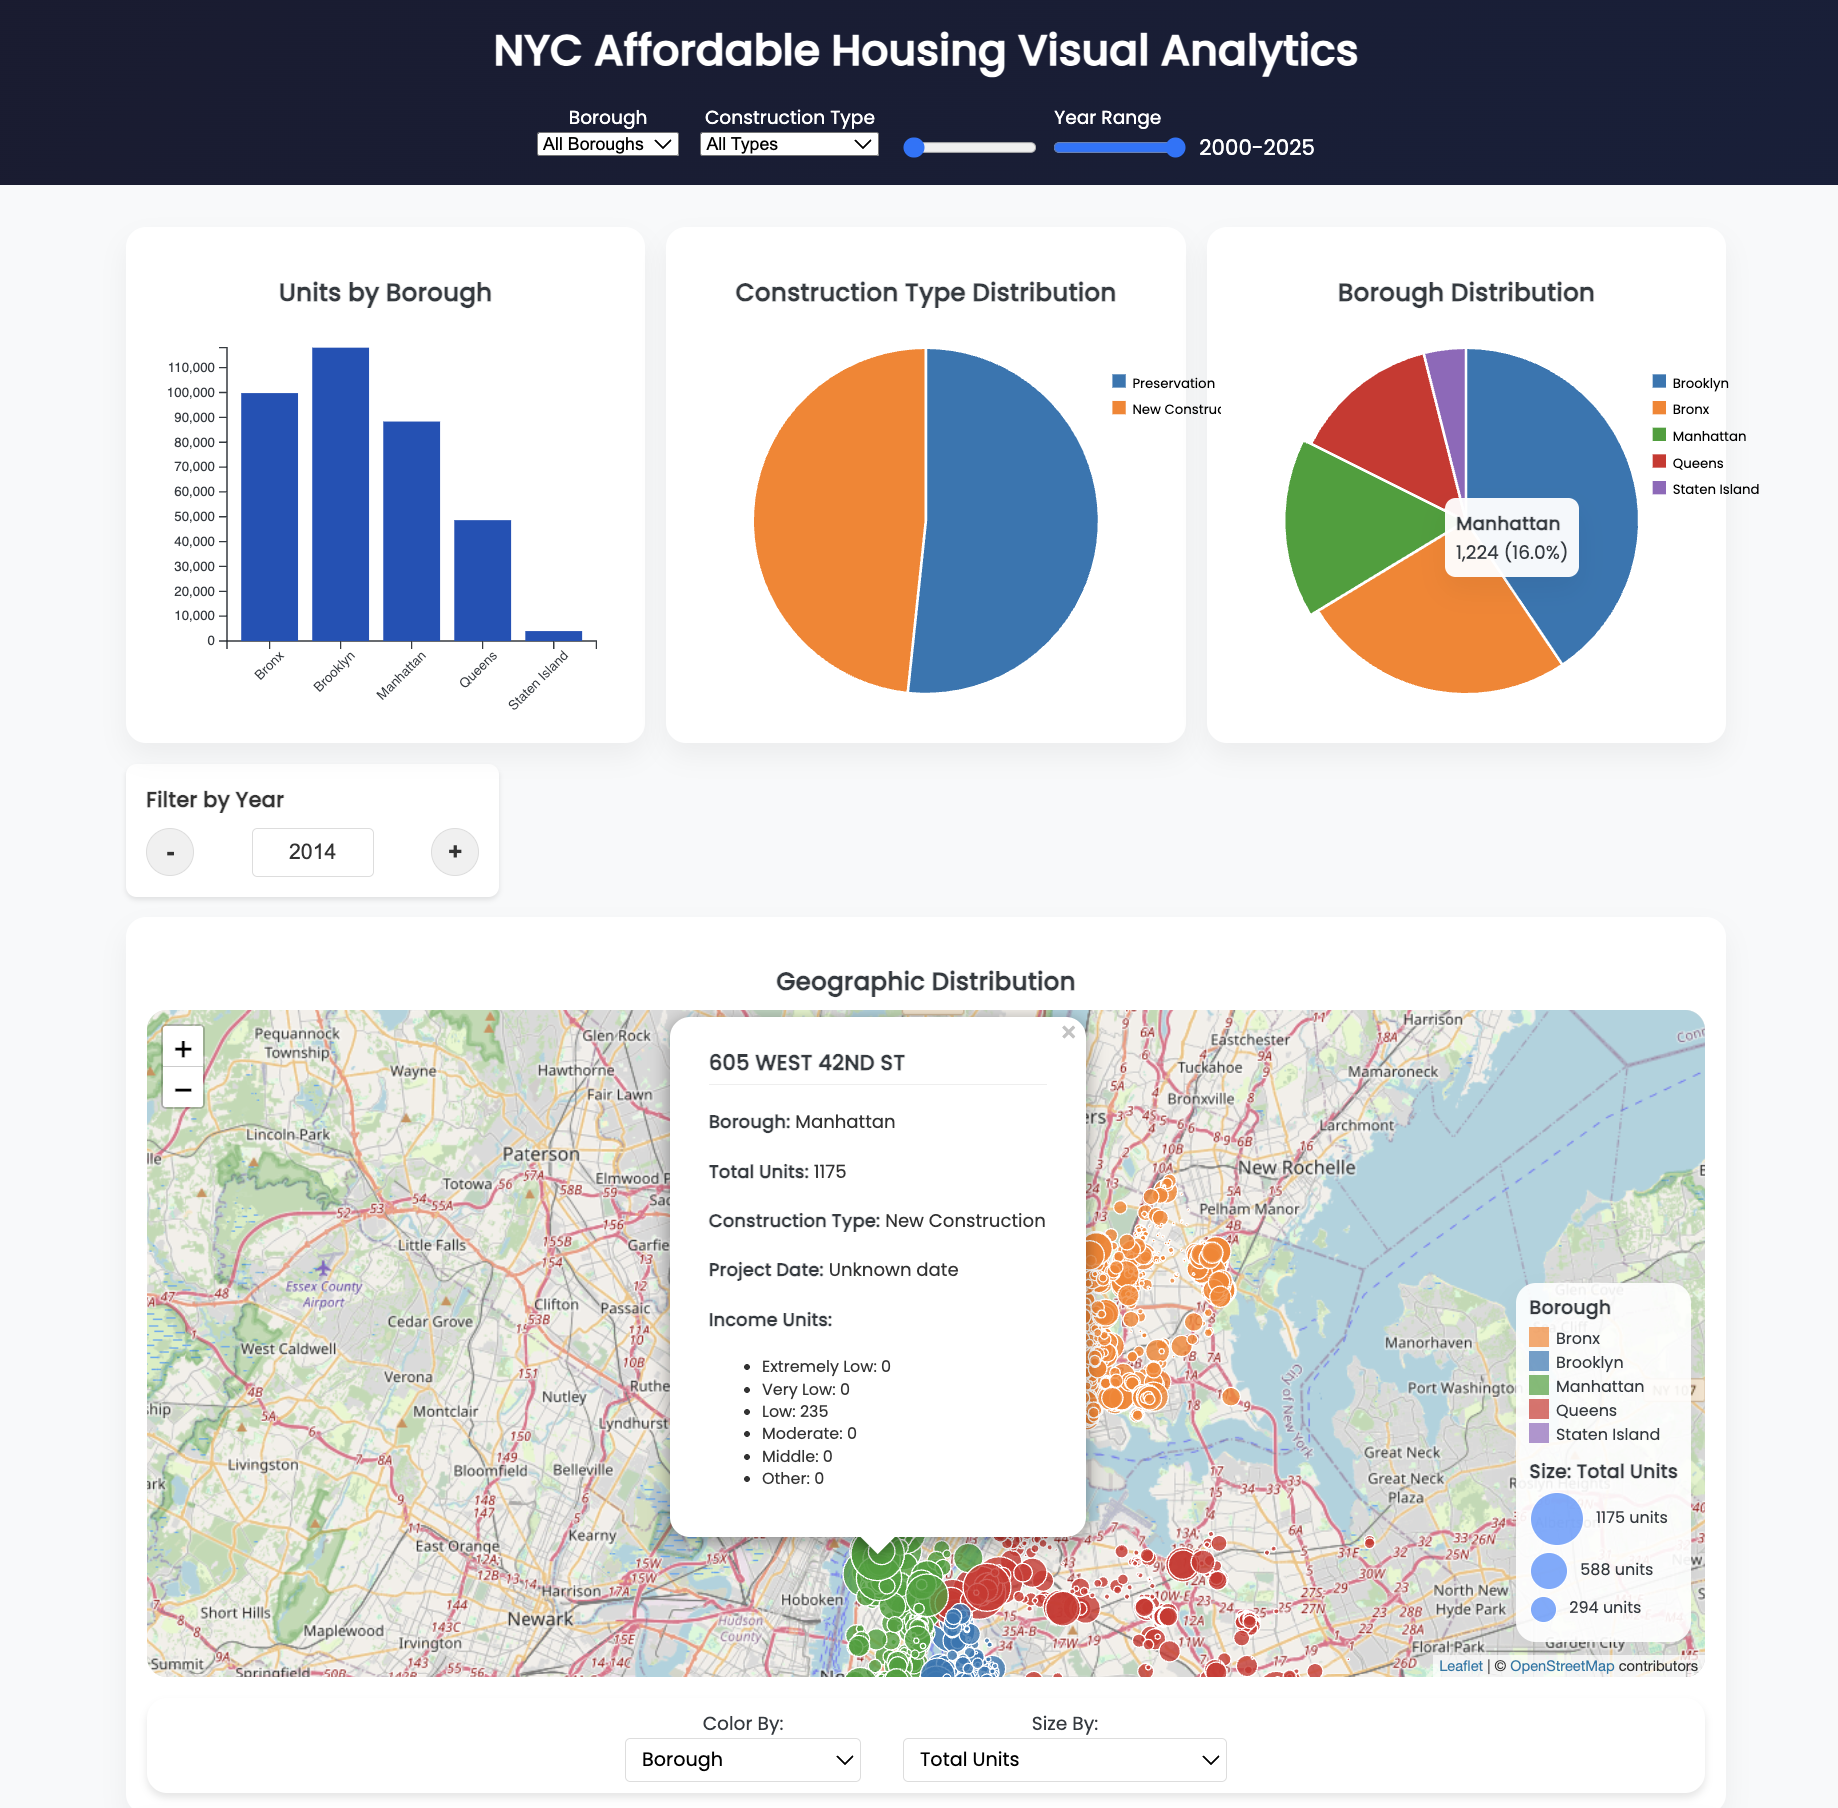 NYC Affordable Housing Visual Analytics
Borough
Construction Type
Year Range
All Boroughs
All Types
2000-2025
Units by Borough
110,000
100,000
90,000
80,000
70,000
60,000
50,000
40,000
30,000
20,000
10,000
0
Bronx
Brooklyn
Manhattan
Queens
Staten Island
Construction Type Distribution
Preservation
New Construc
Borough Distribution
Brooklyn
Bronx
Manhattan
Queens
Staten Island
Manhattan
1,224 (16.0%)
Filter by Year
-
2014
+
Geographic Distribution
+
−
605 WEST 42ND ST
×
Borough: Manhattan
Total Units: 1175
Construction Type: New Construction
Project Date: Unknown date
Income Units:
• Extremely Low: 0
• Very Low: 0
• Low: 235
• Moderate: 0
• Middle: 0
• Other: 0
Pequannock
Township
Glen Rock
Wayne
Hawthorne
Fair Lawn
Lincoln Park
Paterson
Totowa
Elmwood P
Little Falls
Garfie
Essex County
Airport
Clifton
Passaic
Cedar Grove
West Caldwell
Verona
Nutley
Ruthe
Montclair
Lyndhurst
Livingston
Bloomfield
Belleville
Kearny
East Orange
Harrison
Hoboken
Newark
Short Hills
Maplewood
Irvington
Hudson
County
Summit
Springfield
Harrison
Eastchester
Tuckahoe
Mamaroneck
Bronxville
Larchmont
New Rochelle
Pelham Manor
City of New York
Manorhaven
Port Washington
Great Neck
Great Neck
Plaza
North New
Hyde Park
Floral Park
Garden City
Borough
Bronx
Brooklyn
Manhattan
Queens
Staten Island
Size: Total Units
1175 units
588 units
294 units
Leaflet | © OpenStreetMap contributors
Color By:
Size By:
Borough
Total Units